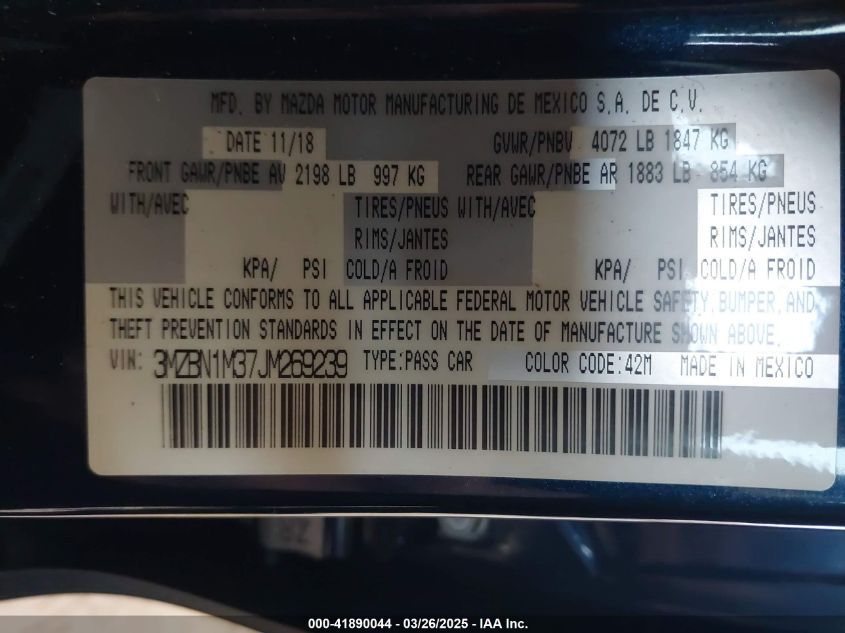 MFD. BY MAZDA MOTOR MANUFACTURING DE MEXICO S.A. DE C.V.
DATE 11/18 GVWR/PNBV 4072 LB 1847 KG
FRONT GAWR/PNBE AV 2198 LB 997 KG REAR GAWR/PNBE AR 1883 LB 854 KG
WITH/AVEC TIRES/PNEUS WITH/AVEC TIRES/PNEUS
RIMS/JANTES RIMS/JANTES
KPA/ PSI COLD/A FROID KPA/ PSI COLD/A FROID
THIS VEHICLE CONFORMS TO ALL APPLICABLE FEDERAL MOTOR VEHICLE SAFETY, BUMPER, AND
THEFT PREVENTION STANDARDS IN EFFECT ON THE DATE OF MANUFACTURE SHOWN ABOVE.
VIN: 3MZBN1M37JM269239 TYPE:PASS CAR COLOR CODE:42M MADE IN MEXICO
000-41890044 - 03/26/2025 - IAA Inc.